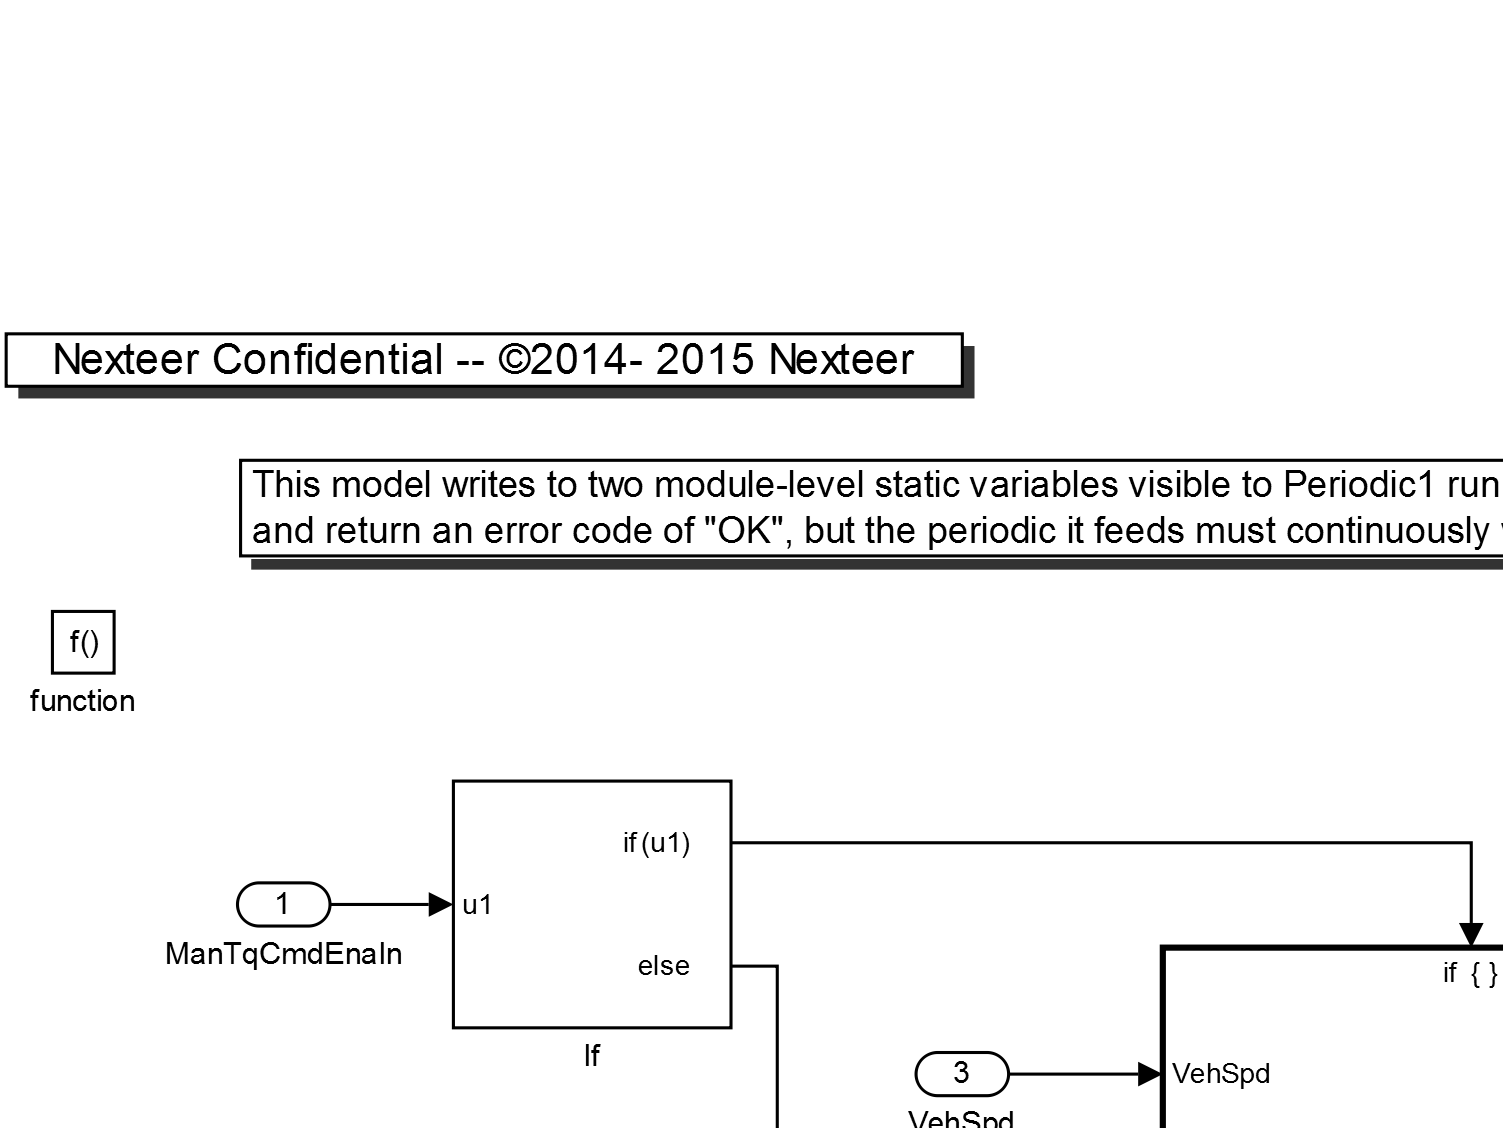 Nexteer Confidential -- ©2014- 2015 Nexteer
This model writes to two module-level static variables visible to Periodic1 run
and return an error code of "OK", but the periodic it feeds must continuously
f()
function
if(u1)
1
u1
ManTqCmdEnaIn
else
if { }
If
3
VehSpd
VehSpd